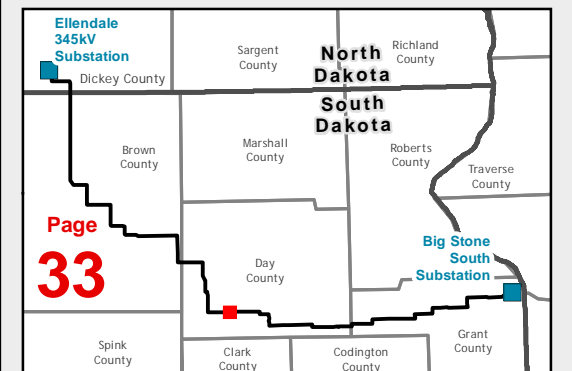 Ellendale
345kV
Substation
Sargent
County
Richland
County
North
Dakota
Dickey County
South
Dakota
Brown
County
Marshall
County
Roberts
County
Traverse
County
Page
33
Big Stone
South
Substation
Day
County
Grant
County
Spink
County
Clark
County
Codington
County